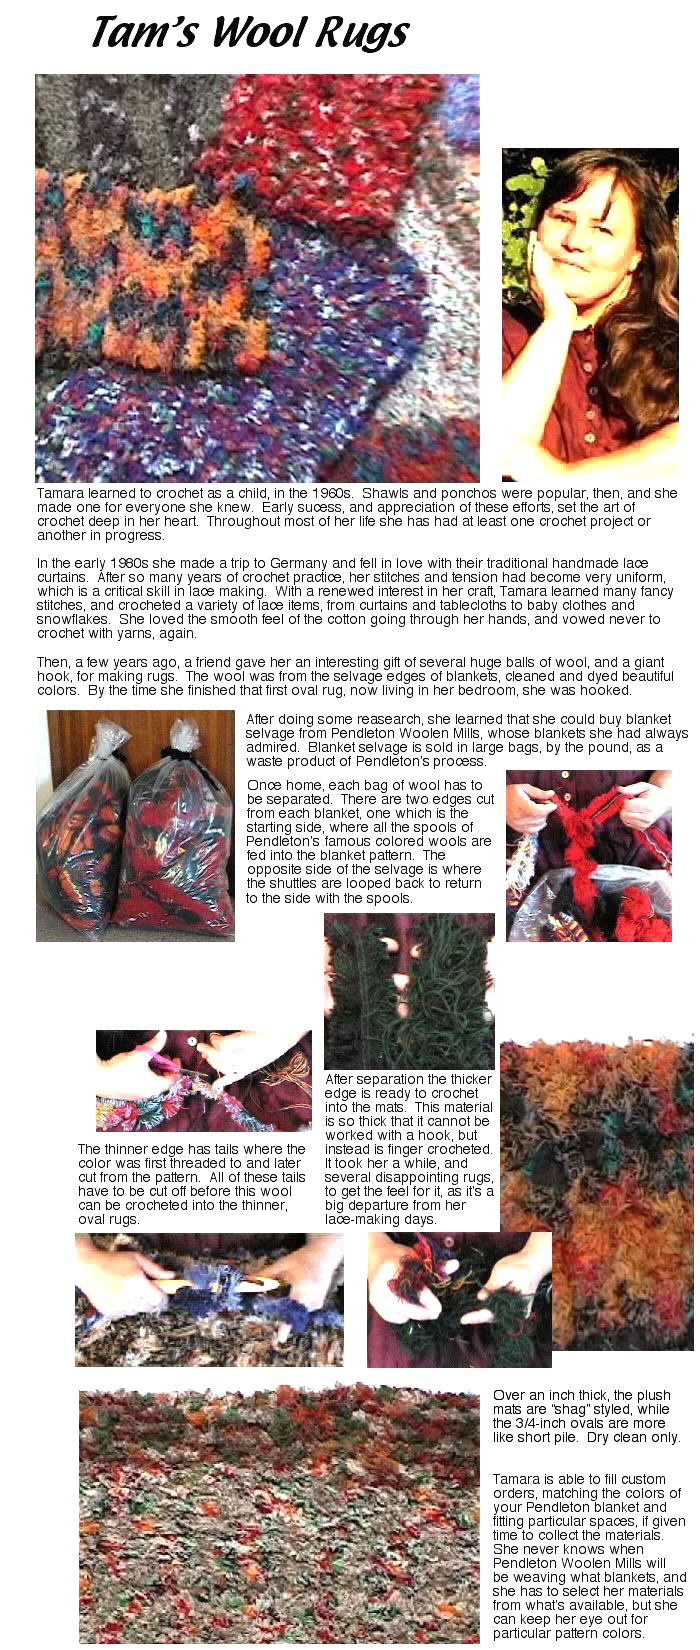 Tam's Wool Rugs
Tamara learned to crochet as a child, in the 1960s. Shawls and ponchos were popular, then, and she
made one for everyone she knew. Early sucess, and appreciation of these efforts, set the art of
crochet deep in her heart. Throughout most of her life she has had at least one crochet project or
another in progress.
In the early 1980s she made a trip to Germany and fell in love with their traditional handmade lace
curtains. After so many years of crochet practice, her stitches and tension had become very uniform,
which is a critical skill in lace making. With a renewed interest in her craft, Tamara learned many fancy
stitches, and crocheted a variety of lace items, from curtains and tablecloths to baby clothes and
snowflakes. She loved the smooth feel of the cotton going through her hands, and vowed never to
crochet with yarns, again.
Then, a few years ago, a friend gave her an interesting gift of several huge balls of wool, and a giant
hook, for making rugs. The wool was from the selvage edges of blankets, cleaned and dyed beautiful
colors. By the time she finished that first oval rug, now living in her bedroom, she was hooked.
After doing some reasearch, she learned that she could buy blanket
selvage from Pendleton Woolen Mills, whose blankets she had always
admired. Blanket selvage is sold in large bags, by the pound, as a
waste product of Pendleton's process.
Once home, each bag of wool has to
be separated. There are two edges cut
from each blanket, one which is the
starting side, where all the spools of
Pendleton's famous colored wools are
fed into the blanket pattern. The
opposite side of the selvage is where
the shuttles are looped back to return
to the side with the spools.
After separation the thicker
edge is ready to crochet
into the mats. This material
is so thick that it cannot be
worked with a hook, but
instead is finger crocheted.
It took her a while, and
several disappointing rugs,
to get the feel for it, as it's a
big departure from her
lace-making days.
The thinner edge has tails where the
color was first threaded to and later
cut from the pattern. All of these tails
have to be cut off before this wool
can be crocheted into the thinner,
oval rugs.
Over an inch thick, the plush
mats are "shag" styled, while
the 3/4-inch ovals are more
like short pile. Dry clean only.
Tamara is able to fill custom
orders, matching the colors of
your Pendleton blanket and
fitting particular spaces, if given
time to collect the materials.
She never knows when
Pendleton Woolen Mills will
be weaving what blankets, and
she has to select her materials
from what's available, but she
can keep her eye out for
particular pattern colors.